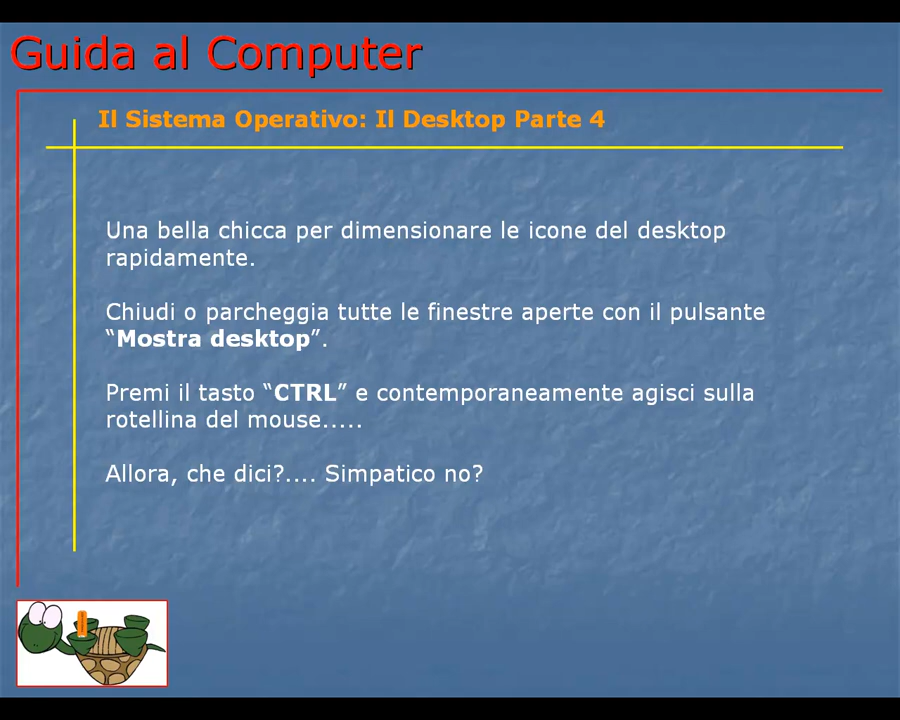 Guida al Computer
Il Sistema Operativo: Il Desktop Parte 4
Una bella chicca per dimensionare le icone del desktop
rapidamente.
Chiudi o parcheggia tutte le finestre aperte con il pulsante
“Mostra desktop”.
Premi il tasto “CTRL” e contemporaneamente agisci sulla
rotellina del mouse.....
Allora, che dici?.... Simpatico no?